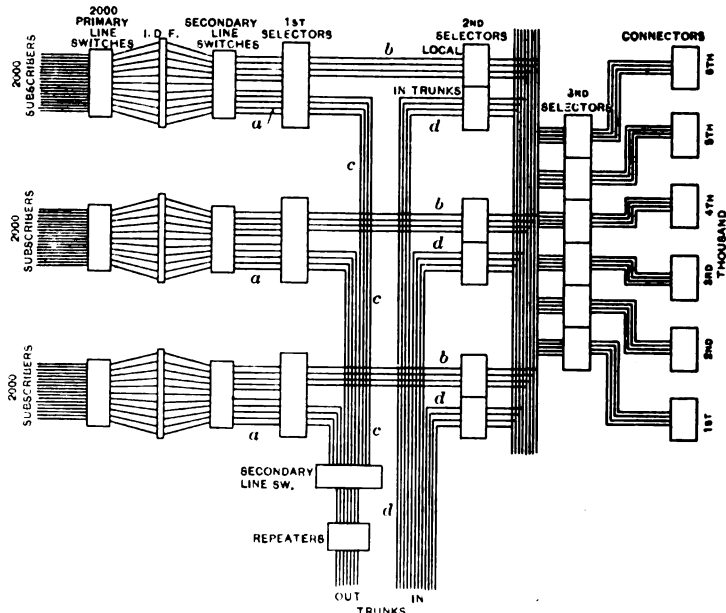 2000
PRIMARY
LINE
SWITCHES
I. D. F.
SECONDARY
LINE
SWITCHES
1ST
SELECTORS
2ND
SELECTORS
LOCAL
CONNECTORS
2000
SUBSCRIBERS
b
IN TRUNKS
a
d
3RD
SELECTORS
6TH
c
5TH
2000
SUBSCRIBERS
b
4TH
d
a
c
3RD
THOUSAND
2000
SUBSCRIBERS
b
2ND
d
a
c
1ST
SECONDARY
LINE SW.
d
REPEATERS
OUT
IN
TRUNKS